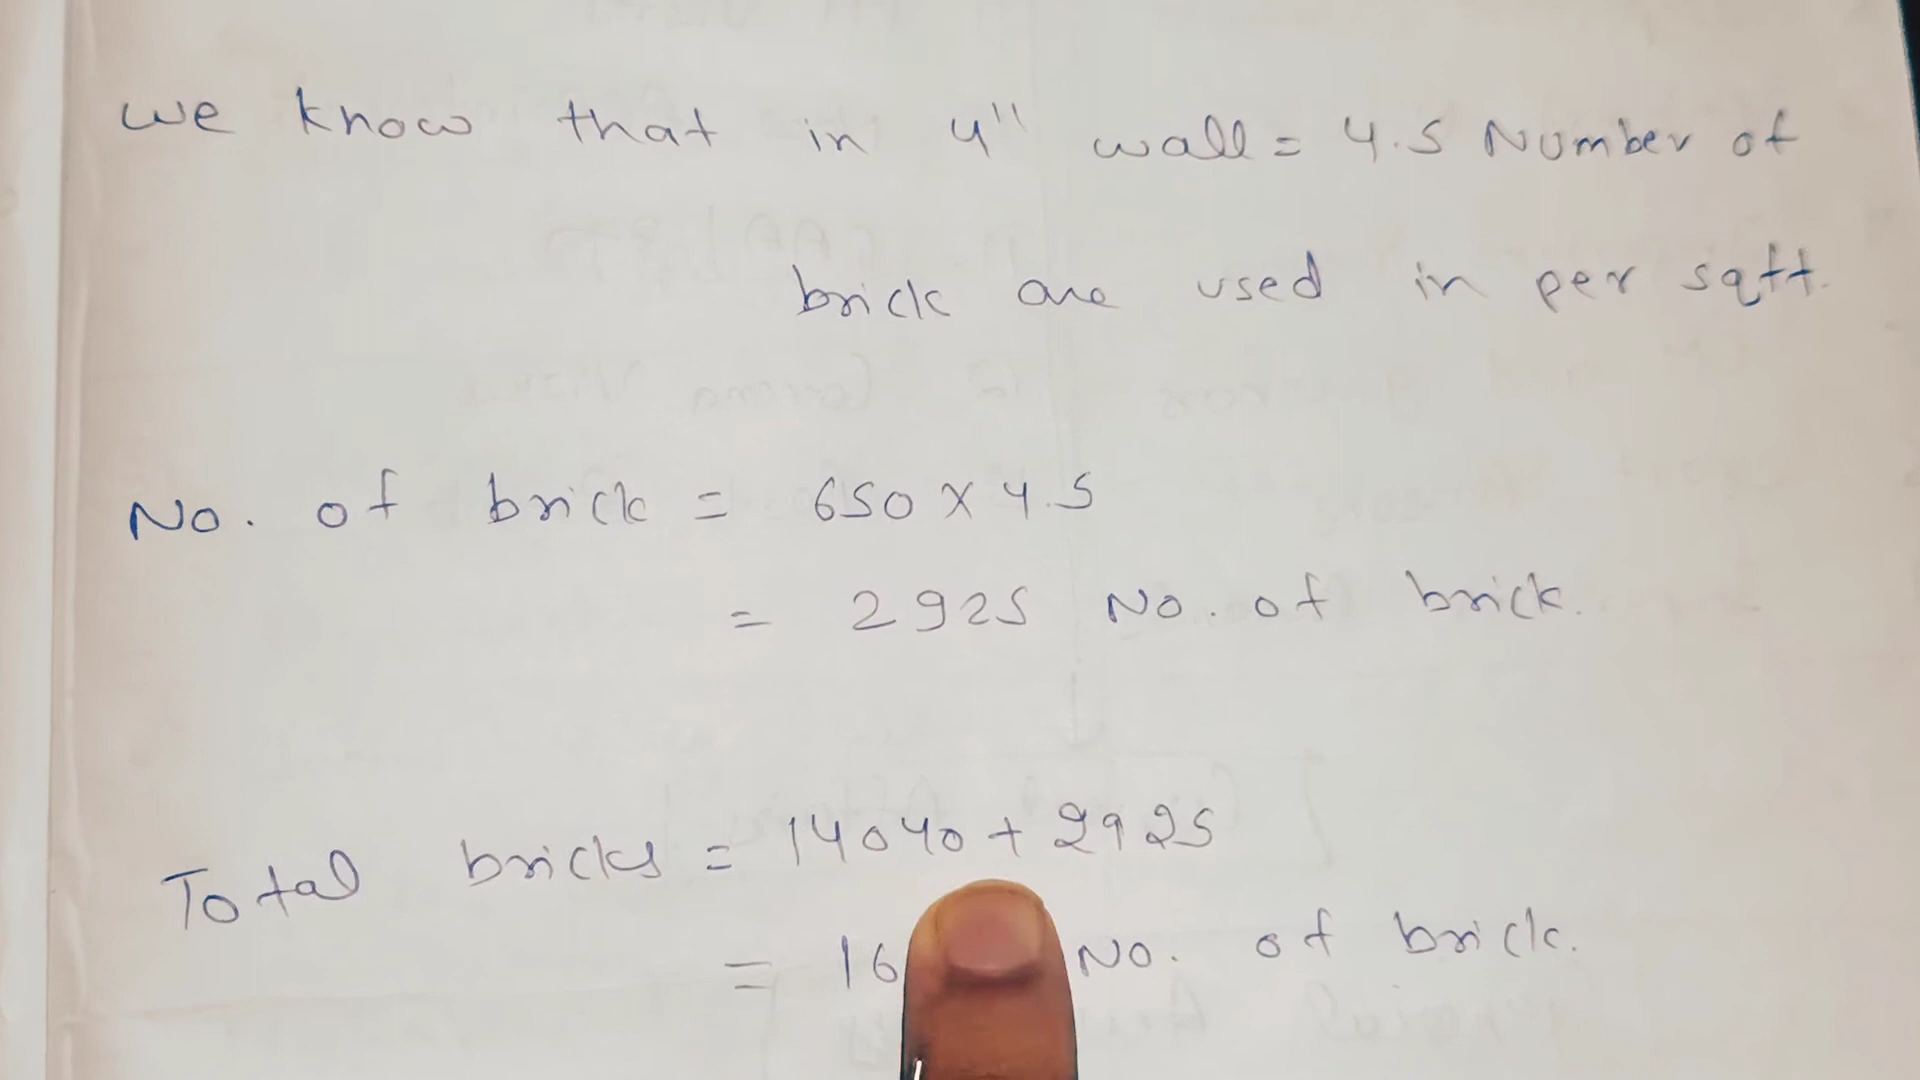 we know that in 4" wall = 4.5 Number of
brick are used in per sqft.
No. of brick = 650 x 4.5
= 2925 No. of brick.
Total bricks = 14040 + 2925
= 16 No. of brick.